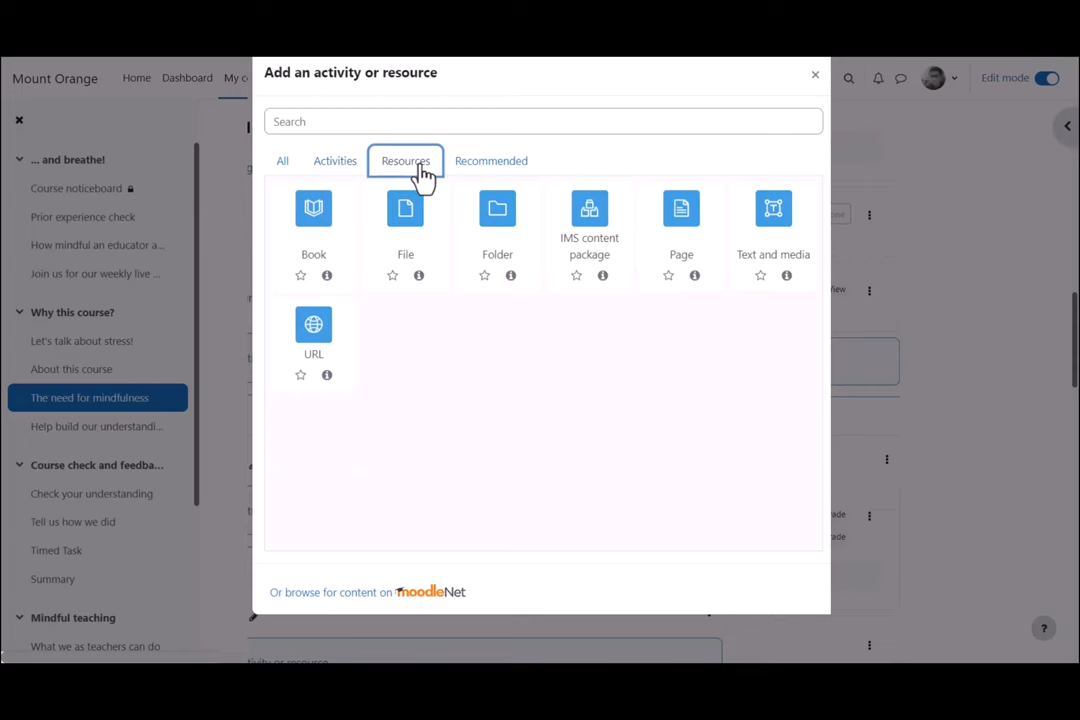 Mount Orange
Home
Dashboard
My c
Edit mode
Add an activity or resource
Search
All
Activities
Resources
Recommended
Book
File
Folder
IMS content
package
Page
Text and media
URL
Or browse for content on moodleNet
... and breathe!
Course noticeboard
Prior experience check
How mindful an educator a...
Join us for our weekly live ...
Why this course?
Let's talk about stress!
About this course
The need for mindfulness
Help build our understandi...
Course check and feedba...
Check your understanding
Tell us how we did
Timed Task
Summary
Mindful teaching
What we as teachers can do
?